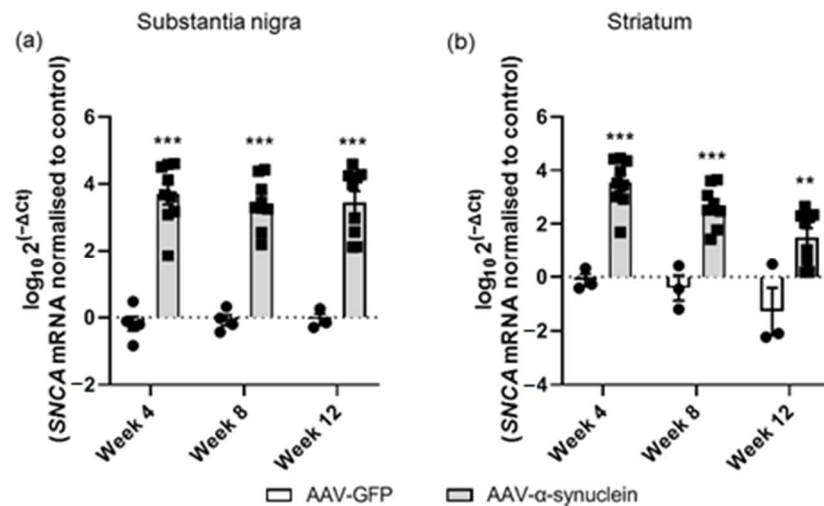 Substantia nigra
Striatum
(a)
(b)
log₁₀ 2^(−ΔCt)
(SNCA mRNA normalised to control)
6
4
2
0
−2
***
***
***
Week 4
Week 8
Week 12
log₁₀ 2^(−ΔCt)
(SNCA mRNA normalised to control)
6
4
2
0
−2
−4
***
***
**
Week 4
Week 8
Week 12
AAV-GFP
AAV-α-synuclein